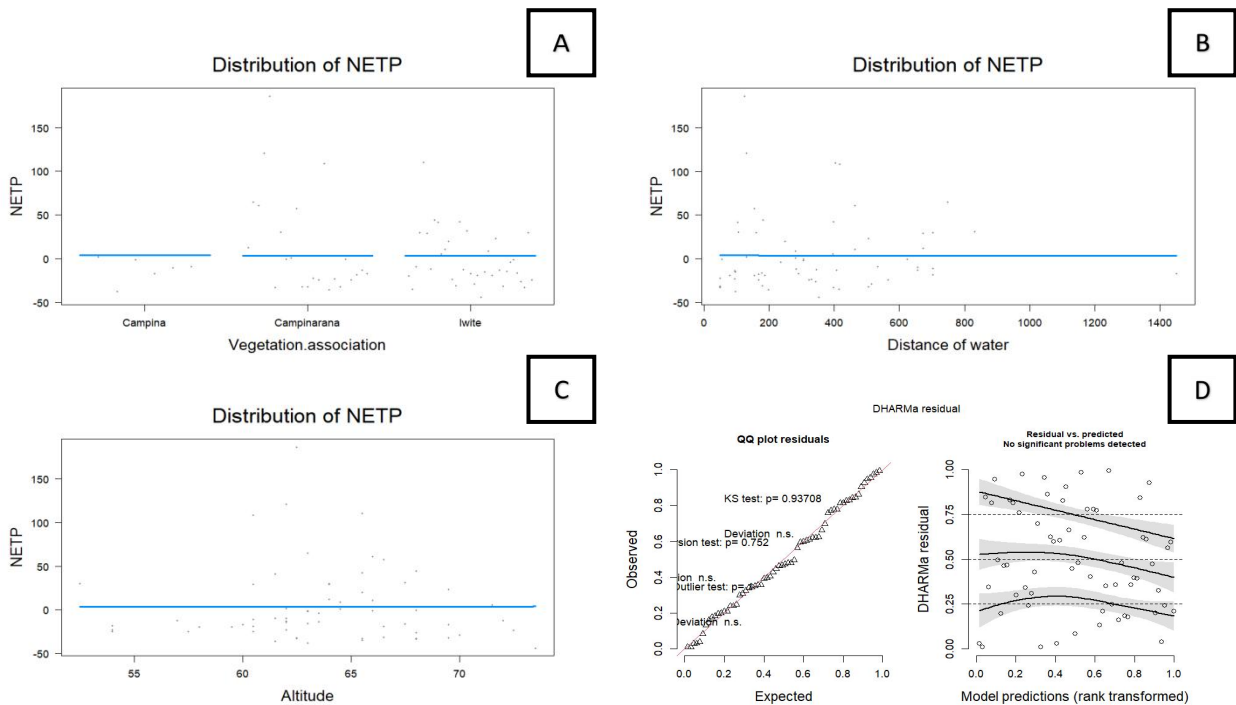 A
Distribution of NETP
150
100
50
0
-50
NETP
Campina Campinarana Iwite
Vegetation.association
B
Distribution of NETP
150
100
50
0
-50
NETP
0 200 400 600 800 1000 1200 1400
Distance of water
C
Distribution of NETP
150
100
50
0
-50
NETP
55 60 65 70
Altitude
D
DHARMa residual
QQ plot residuals
1.0
0.8
0.6
0.4
0.2
0.0
Observed
KS test: p= 0.93708
Deviation n.s.
sion test: p= 0.752
ion n.s.
Outlier test: p=
Deviation n.s.
0.0 0.2 0.4 0.6 0.8 1.0
Expected
Residual vs. predicted
No significant problems detected
1.00
0.75
0.50
0.25
0.00
DHARMa residual
0.0 0.2 0.4 0.6 0.8 1.0
Model predictions (rank transformed)